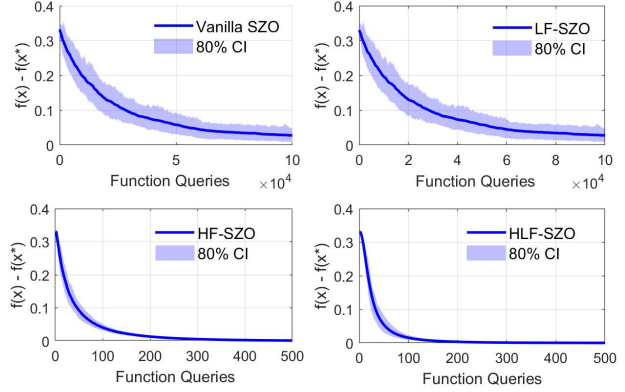 f(x) - f(x*)
0.4
0.3
0.2
0.1
0
Vanilla SZO
80% CI
0 5 10
Function Queries
×10⁴
f(x) - f(x*)
0.4
0.3
0.2
0.1
0
LF-SZO
80% CI
0 2 4 6 8 10
Function Queries
×10⁴
f(x) - f(x*)
0.4
0.3
0.2
0.1
0
HF-SZO
80% CI
0 100 200 300 400 500
Function Queries
f(x) - f(x*)
0.4
0.3
0.2
0.1
0
HLF-SZO
80% CI
0 100 200 300 400 500
Function Queries